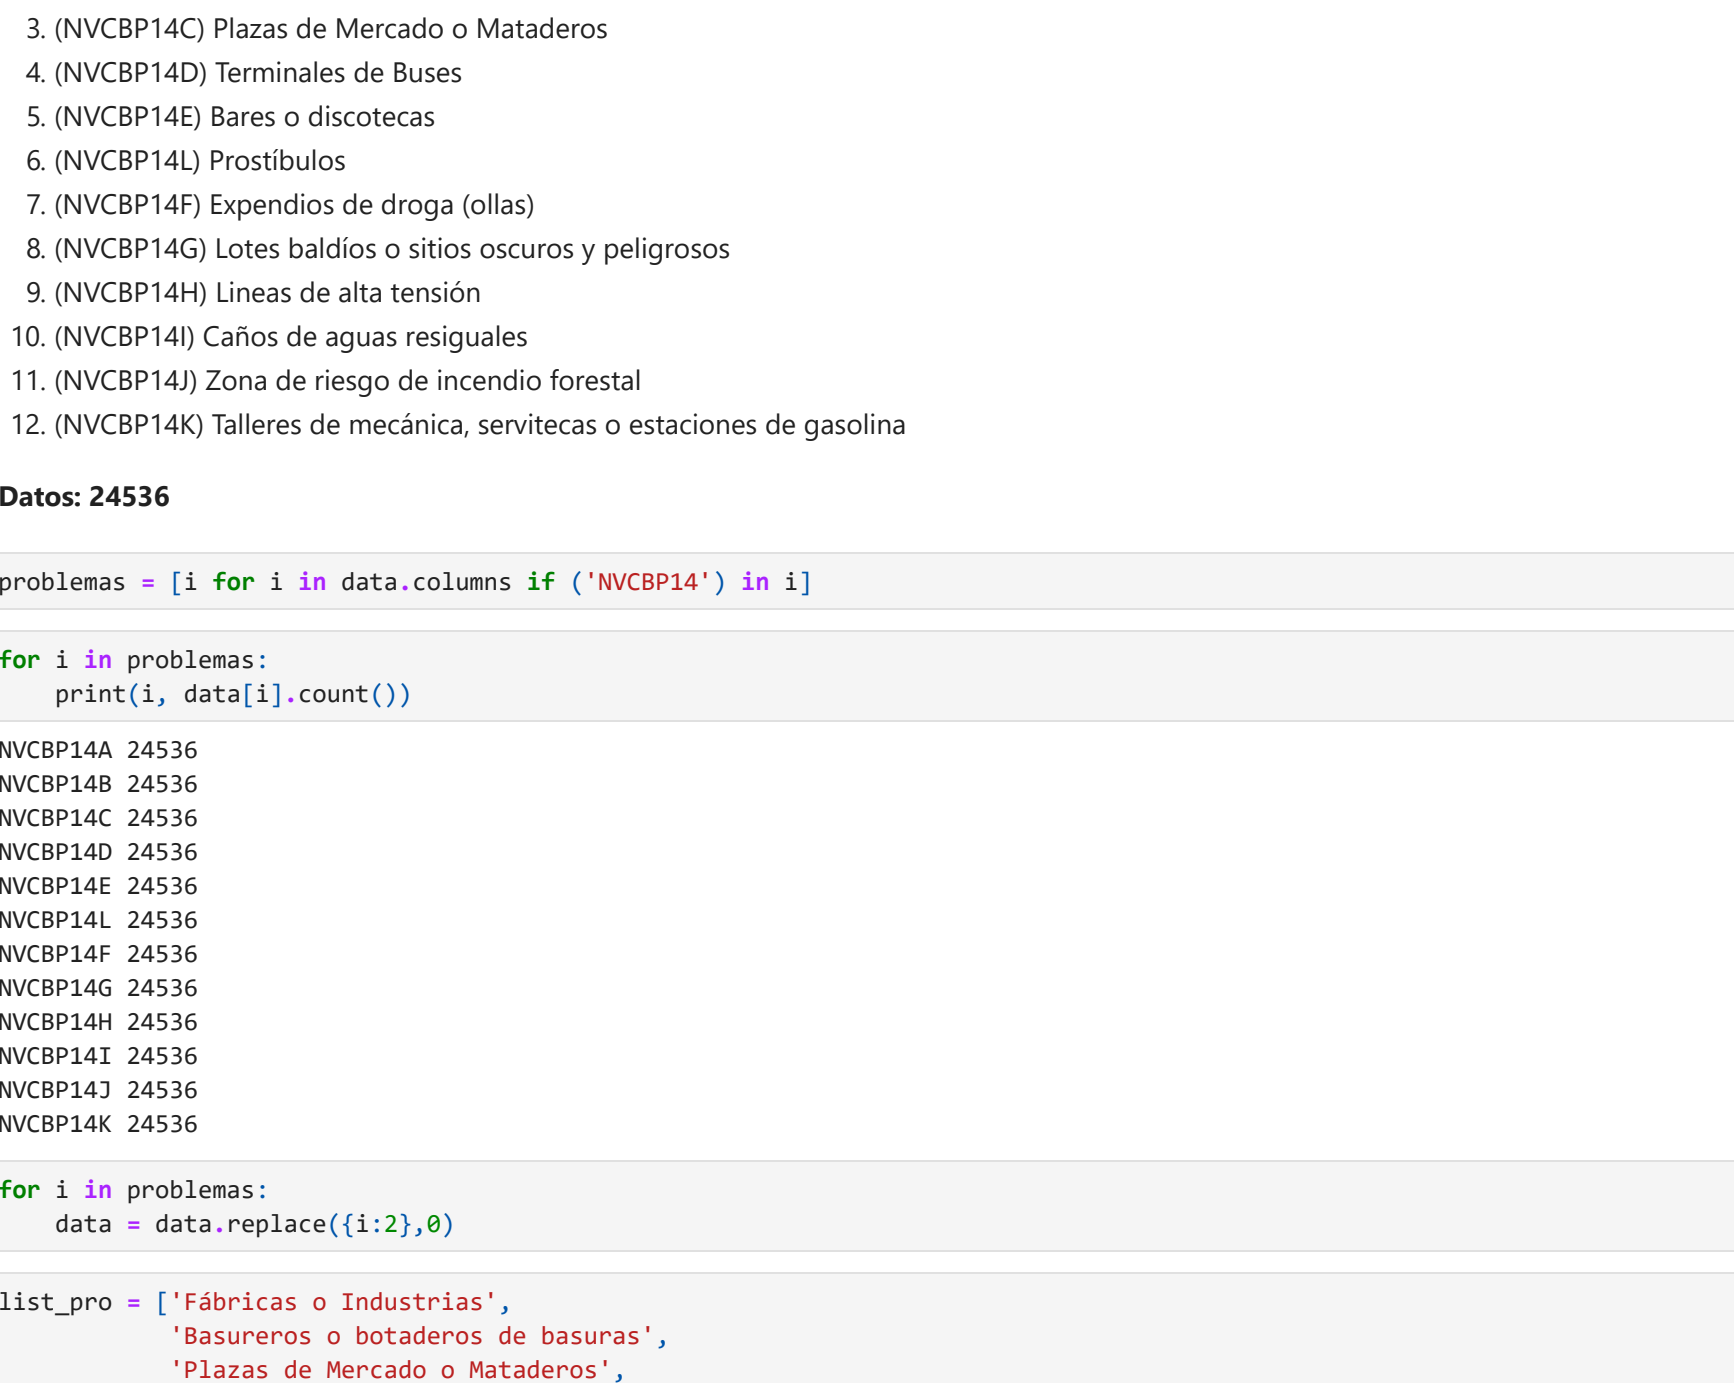 3. (NVCBP14C) Plazas de Mercado o Mataderos
4. (NVCBP14D) Terminales de Buses
5. (NVCBP14E) Bares o discotecas
6. (NVCBP14L) Prostíbulos
7. (NVCBP14F) Expendios de droga (ollas)
8. (NVCBP14G) Lotes baldíos o sitios oscuros y peligrosos
9. (NVCBP14H) Lineas de alta tensión
10. (NVCBP14I) Caños de aguas resiguales
11. (NVCBP14J) Zona de riesgo de incendio forestal
12. (NVCBP14K) Talleres de mecánica, servitecas o estaciones de gasolina
Datos: 24536
problemas = [i for i in data.columns if ('NVCBP14') in i]
for i in problemas:
    print(i, data[i].count())
NVCBP14A 24536
NVCBP14B 24536
NVCBP14C 24536
NVCBP14D 24536
NVCBP14E 24536
NVCBP14L 24536
NVCBP14F 24536
NVCBP14G 24536
NVCBP14H 24536
NVCBP14I 24536
NVCBP14J 24536
NVCBP14K 24536
for i in problemas:
    data = data.replace({i:2},0)
list_pro = ['Fábricas o Industrias',
            'Basureros o botaderos de basuras',
            'Plazas de Mercado o Mataderos',